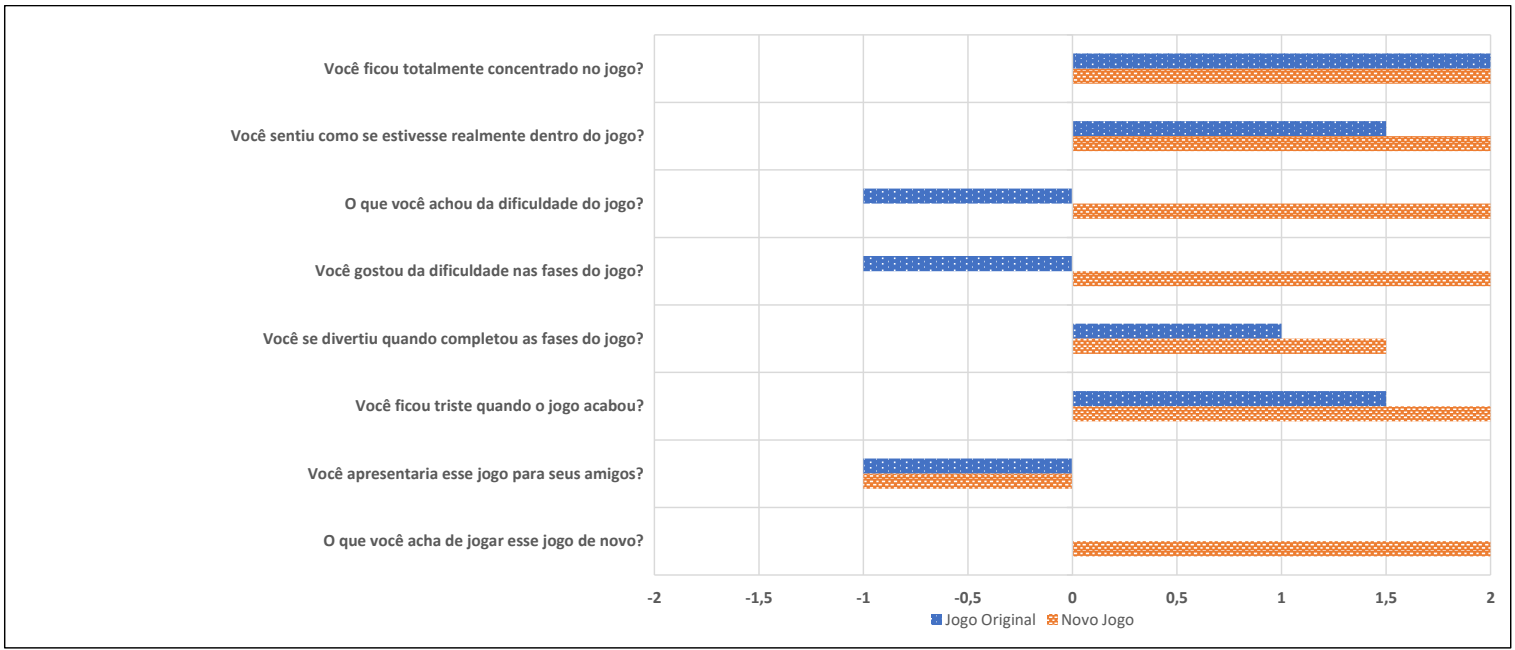 Você ficou totalmente concentrado no jogo?
Você sentiu como se estivesse realmente dentro do jogo?
O que você achou da dificuldade do jogo?
Você gostou da dificuldade nas fases do jogo?
Você se divertiu quando completou as fases do jogo?
Você ficou triste quando o jogo acabou?
Você apresentaria esse jogo para seus amigos?
O que você acha de jogar esse jogo de novo?
-2 -1,5 -1 -0,5 0 0,5 1 1,5 2
Jogo Original Novo Jogo